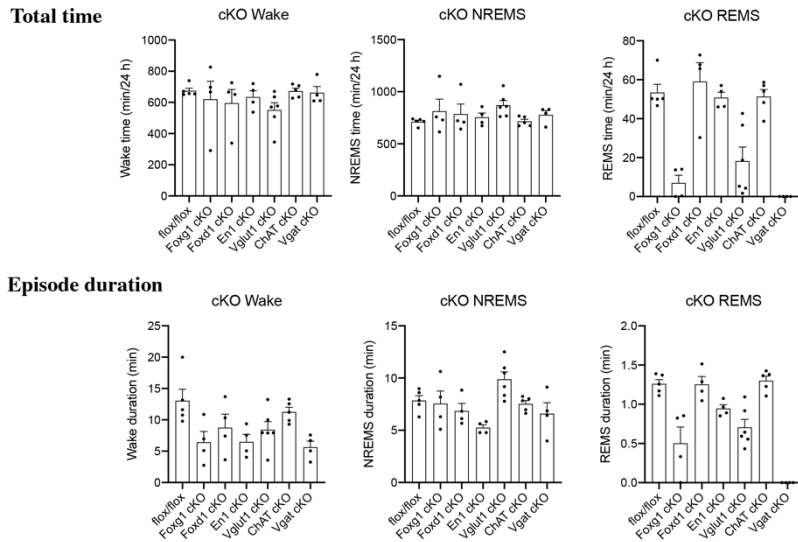 Total time
cKO Wake
Wake time (min/24 h)
1000
800
600
400
200
0
flox/flox
Foxg1 cKO
Foxd1 cKO
En1 cKO
Vglut1 cKO
ChAT cKO
Vgat cKO
cKO NREMS
NREMS time (min/24 h)
1500
1000
500
0
flox/flox
Foxg1 cKO
Foxd1 cKO
En1 cKO
Vglut1 cKO
ChAT cKO
Vgat cKO
cKO REMS
REMS time (min/24 h)
80
60
40
20
0
flox/flox
Foxg1 cKO
Foxd1 cKO
En1 cKO
Vglut1 cKO
ChAT cKO
Vgat cKO
Episode duration
cKO Wake
Wake duration (min)
25
20
15
10
5
0
flox/flox
Foxg1 cKO
Foxd1 cKO
En1 cKO
Vglut1 cKO
ChAT cKO
Vgat cKO
cKO NREMS
NREMS duration (min)
15
10
5
0
flox/flox
Foxg1 cKO
Foxd1 cKO
En1 cKO
Vglut1 cKO
ChAT cKO
Vgat cKO
cKO REMS
REMS duration (min)
2.0
1.5
1.0
0.5
0.0
flox/flox
Foxg1 cKO
Foxd1 cKO
En1 cKO
Vglut1 cKO
ChAT cKO
Vgat cKO